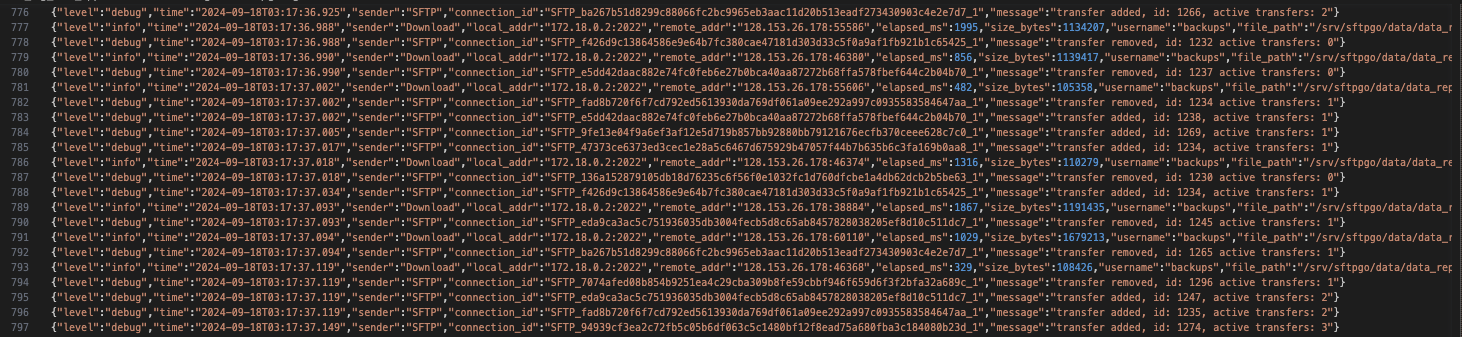 776 {"level":"debug","time":"2024-09-18T03:17:36.925","sender":"SFTP","connection_id":"SFTP_ba267b51d8299c88066fc2bc9965eb3aac11d20b513eadf273430903c4e2e7d7_1","message":"transfer added, id: 1266, active transfers: 2"}
777 {"level":"info","time":"2024-09-18T03:17:36.988","sender":"Download","local_addr":"172.18.0.2:2022","remote_addr":"128.153.26.178:55586","elapsed_ms":1995,"size_bytes":1134207,"username":"backups","file_path":"/srv/sftpgo/data/data_r
778 {"level":"debug","time":"2024-09-18T03:17:36.988","sender":"SFTP","connection_id":"SFTP_f426d9c13864586e9e64b7fc380cae47181d303d33c5f0a9af1fb921b1c65425_1","message":"transfer removed, id: 1232 active transfers: 0"}
779 {"level":"info","time":"2024-09-18T03:17:36.990","sender":"Download","local_addr":"172.18.0.2:2022","remote_addr":"128.153.26.178:46380","elapsed_ms":856,"size_bytes":1139417,"username":"backups","file_path":"/srv/sftpgo/data/data_re
780 {"level":"debug","time":"2024-09-18T03:17:36.990","sender":"SFTP","connection_id":"SFTP_e5dd42daac882e74fc0feb6e27b0bca40aa87272b68ffa578fbef644c2b04b70_1","message":"transfer removed, id: 1237 active transfers: 0"}
781 {"level":"info","time":"2024-09-18T03:17:37.002","sender":"Download","local_addr":"172.18.0.2:2022","remote_addr":"128.153.26.178:55606","elapsed_ms":482,"size_bytes":105358,"username":"backups","file_path":"/srv/sftpgo/data/data_rep
782 {"level":"debug","time":"2024-09-18T03:17:37.002","sender":"SFTP","connection_id":"SFTP_fad8b720f6f7cd792ed5613930da769df061a09ee292a997c0935583584647aa_1","message":"transfer removed, id: 1234 active transfers: 1"}
783 {"level":"debug","time":"2024-09-18T03:17:37.002","sender":"SFTP","connection_id":"SFTP_e5dd42daac882e74fc0feb6e27b0bca40aa87272b68ffa578fbef644c2b04b70_1","message":"transfer added, id: 1238, active transfers: 1"}
784 {"level":"debug","time":"2024-09-18T03:17:37.005","sender":"SFTP","connection_id":"SFTP_9fe13e04f9a6ef3af12e5d719b857bb92880bb79121676ecfb370ceee628c7c0_1","message":"transfer added, id: 1269, active transfers: 1"}
785 {"level":"debug","time":"2024-09-18T03:17:37.017","sender":"SFTP","connection_id":"SFTP_47373ce6373ed3cec1e28a5c6467d675929b47057f44b7b635b6c3fa169b0aa8_1","message":"transfer added, id: 1234, active transfers: 1"}
786 {"level":"info","time":"2024-09-18T03:17:37.018","sender":"Download","local_addr":"172.18.0.2:2022","remote_addr":"128.153.26.178:46374","elapsed_ms":1316,"size_bytes":110279,"username":"backups","file_path":"/srv/sftpgo/data/data_re
787 {"level":"debug","time":"2024-09-18T03:17:37.018","sender":"SFTP","connection_id":"SFTP_136a152879105db18d76235c6f56f0e1032fc1d760dfcbe1a4db62dcb2b5be63_1","message":"transfer removed, id: 1230 active transfers: 0"}
788 {"level":"debug","time":"2024-09-18T03:17:37.034","sender":"SFTP","connection_id":"SFTP_f426d9c13864586e9e64b7fc380cae47181d303d33c5f0a9af1fb921b1c65425_1","message":"transfer added, id: 1234, active transfers: 1"}
789 {"level":"info","time":"2024-09-18T03:17:37.093","sender":"Download","local_addr":"172.18.0.2:2022","remote_addr":"128.153.26.178:38884","elapsed_ms":1867,"size_bytes":1191435,"username":"backups","file_path":"/srv/sftpgo/data/data_r
790 {"level":"debug","time":"2024-09-18T03:17:37.093","sender":"SFTP","connection_id":"SFTP_eda9ca3ac5c751936035db3004fecb5d8c65ab8457828038205ef8d10c511dc7_1","message":"transfer removed, id: 1245 active transfers: 1"}
791 {"level":"info","time":"2024-09-18T03:17:37.094","sender":"Download","local_addr":"172.18.0.2:2022","remote_addr":"128.153.26.178:60110","elapsed_ms":1029,"size_bytes":1679213,"username":"backups","file_path":"/srv/sftpgo/data/data_r
792 {"level":"debug","time":"2024-09-18T03:17:37.094","sender":"SFTP","connection_id":"SFTP_ba267b51d8299c88066fc2bc9965eb3aac11d20b513eadf273430903c4e2e7d7_1","message":"transfer removed, id: 1265 active transfers: 1"}
793 {"level":"info","time":"2024-09-18T03:17:37.119","sender":"Download","local_addr":"172.18.0.2:2022","remote_addr":"128.153.26.178:46368","elapsed_ms":329,"size_bytes":108426,"username":"backups","file_path":"/srv/sftpgo/data/data_rep
794 {"level":"debug","time":"2024-09-18T03:17:37.119","sender":"SFTP","connection_id":"SFTP_7074afed08b854b9251ea4c29cba309b8fe59cbbf946f659d6f3f2bfa32a689c_1","message":"transfer removed, id: 1296 active transfers: 1"}
795 {"level":"debug","time":"2024-09-18T03:17:37.119","sender":"SFTP","connection_id":"SFTP_eda9ca3ac5c751936035db3004fecb5d8c65ab8457828038205ef8d10c511dc7_1","message":"transfer added, id: 1247, active transfers: 2"}
796 {"level":"debug","time":"2024-09-18T03:17:37.119","sender":"SFTP","connection_id":"SFTP_fad8b720f6f7cd792ed5613930da769df061a09ee292a997c0935583584647aa_1","message":"transfer added, id: 1235, active transfers: 2"}
797 {"level":"debug","time":"2024-09-18T03:17:37.149","sender":"SFTP","connection_id":"SFTP_94939cf3ea2c72fb5c05b6df063c5c1480bf12f8ead75a680fba3c184080b23d_1","message":"transfer added, id: 1274, active transfers: 3"}